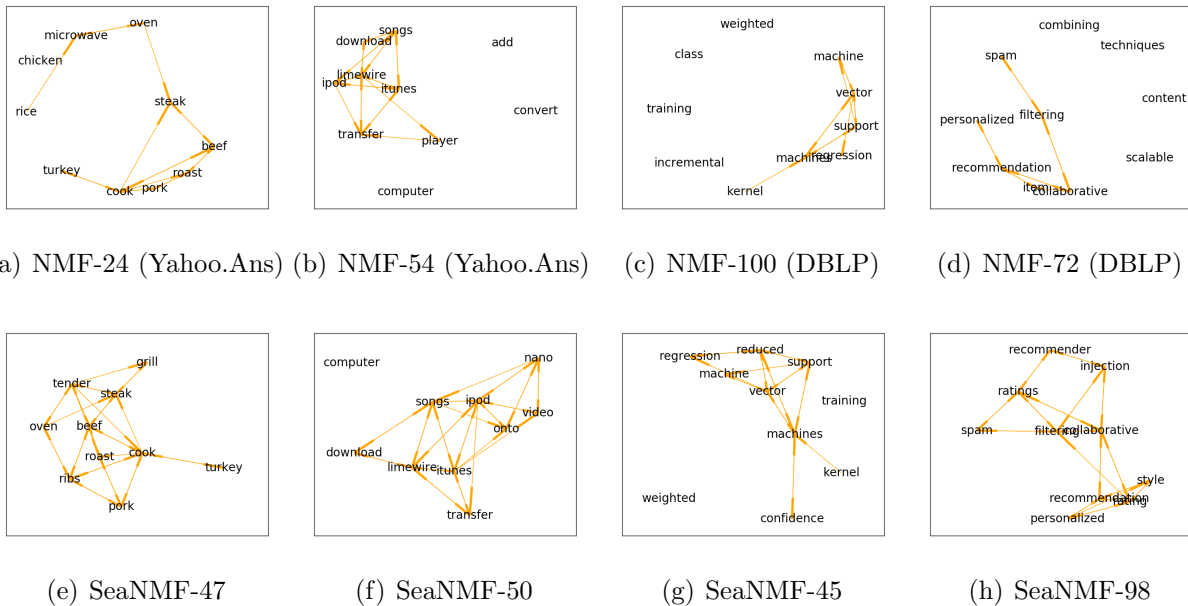 oven
microwave
chicken
steak
rice
beef
turkey
roast
cook
pork
songs
download
add
limewire
ipod
itunes
convert
transfer
player
computer
weighted
class
machine
vector
training
support
incremental
machines
regression
kernel
combining
techniques
spam
content
filtering
personalized
scalable
recommendation
item
collaborative
a) NMF-24 (Yahoo.Ans) (b) NMF-54 (Yahoo.Ans) (c) NMF-100 (DBLP) (d) NMF-72 (DBLP)
grill
tender
steak
oven
beef
roast
cook
ribs
turkey
pork
nano
computer
songs
ipod
video
onto
download
limewire
itunes
transfer
reduced
regression
support
machine
vector
training
machines
kernel
weighted
confidence
recommender
injection
ratings
spam
filtering
collaborative
style
recommendation
rating
personalized
(e) SeaNMF-47 (f) SeaNMF-50 (g) SeaNMF-45 (h) SeaNMF-98